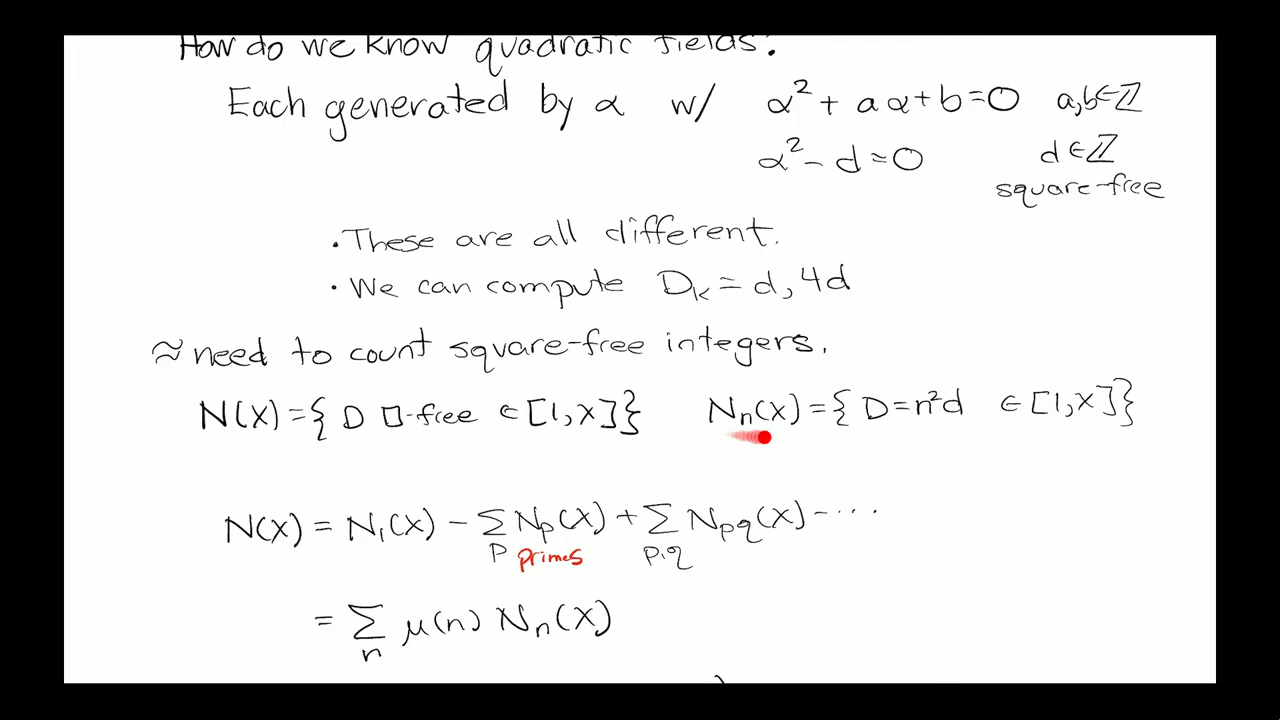 How do we know quadratic fields?
Each generated by α w/ α² + aα + b = 0 a,b∈ℤ
α² - d = 0 d∈ℤ
square-free
· These are all different.
· We can compute D_K = d, 4d
≈ need to count square-free integers.
N(X) = { D □-free ∈ [1,X]} N_n(X) = { D = n²d ∈ [1,X]}
N(X) = N_1(X) - Σ_p N_p(X) + Σ_{p,q} N_{pq}(X) - ...
primes
= Σ_n μ(n) N_n(X)